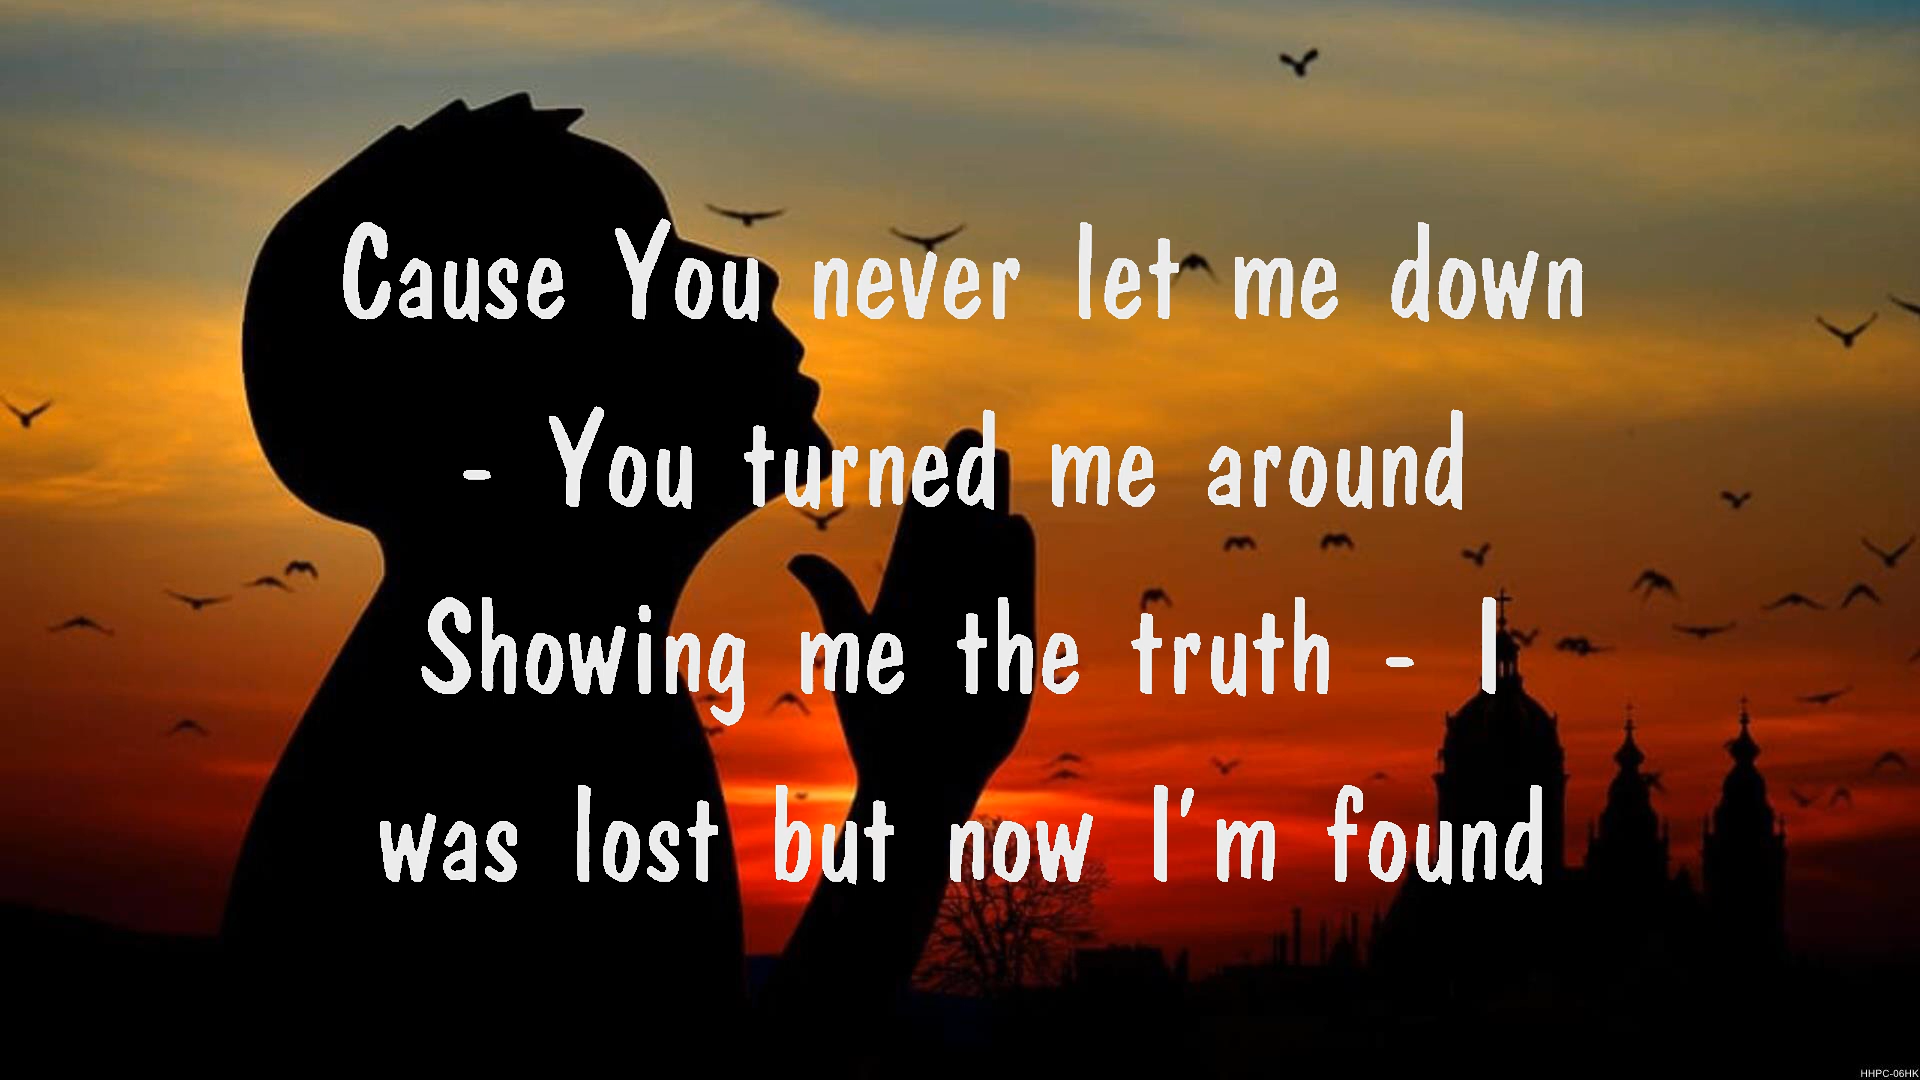 Cause You never let me down
- You turned me around
Showing me the truth - I
was lost but now I'm found
HHPC-06HK